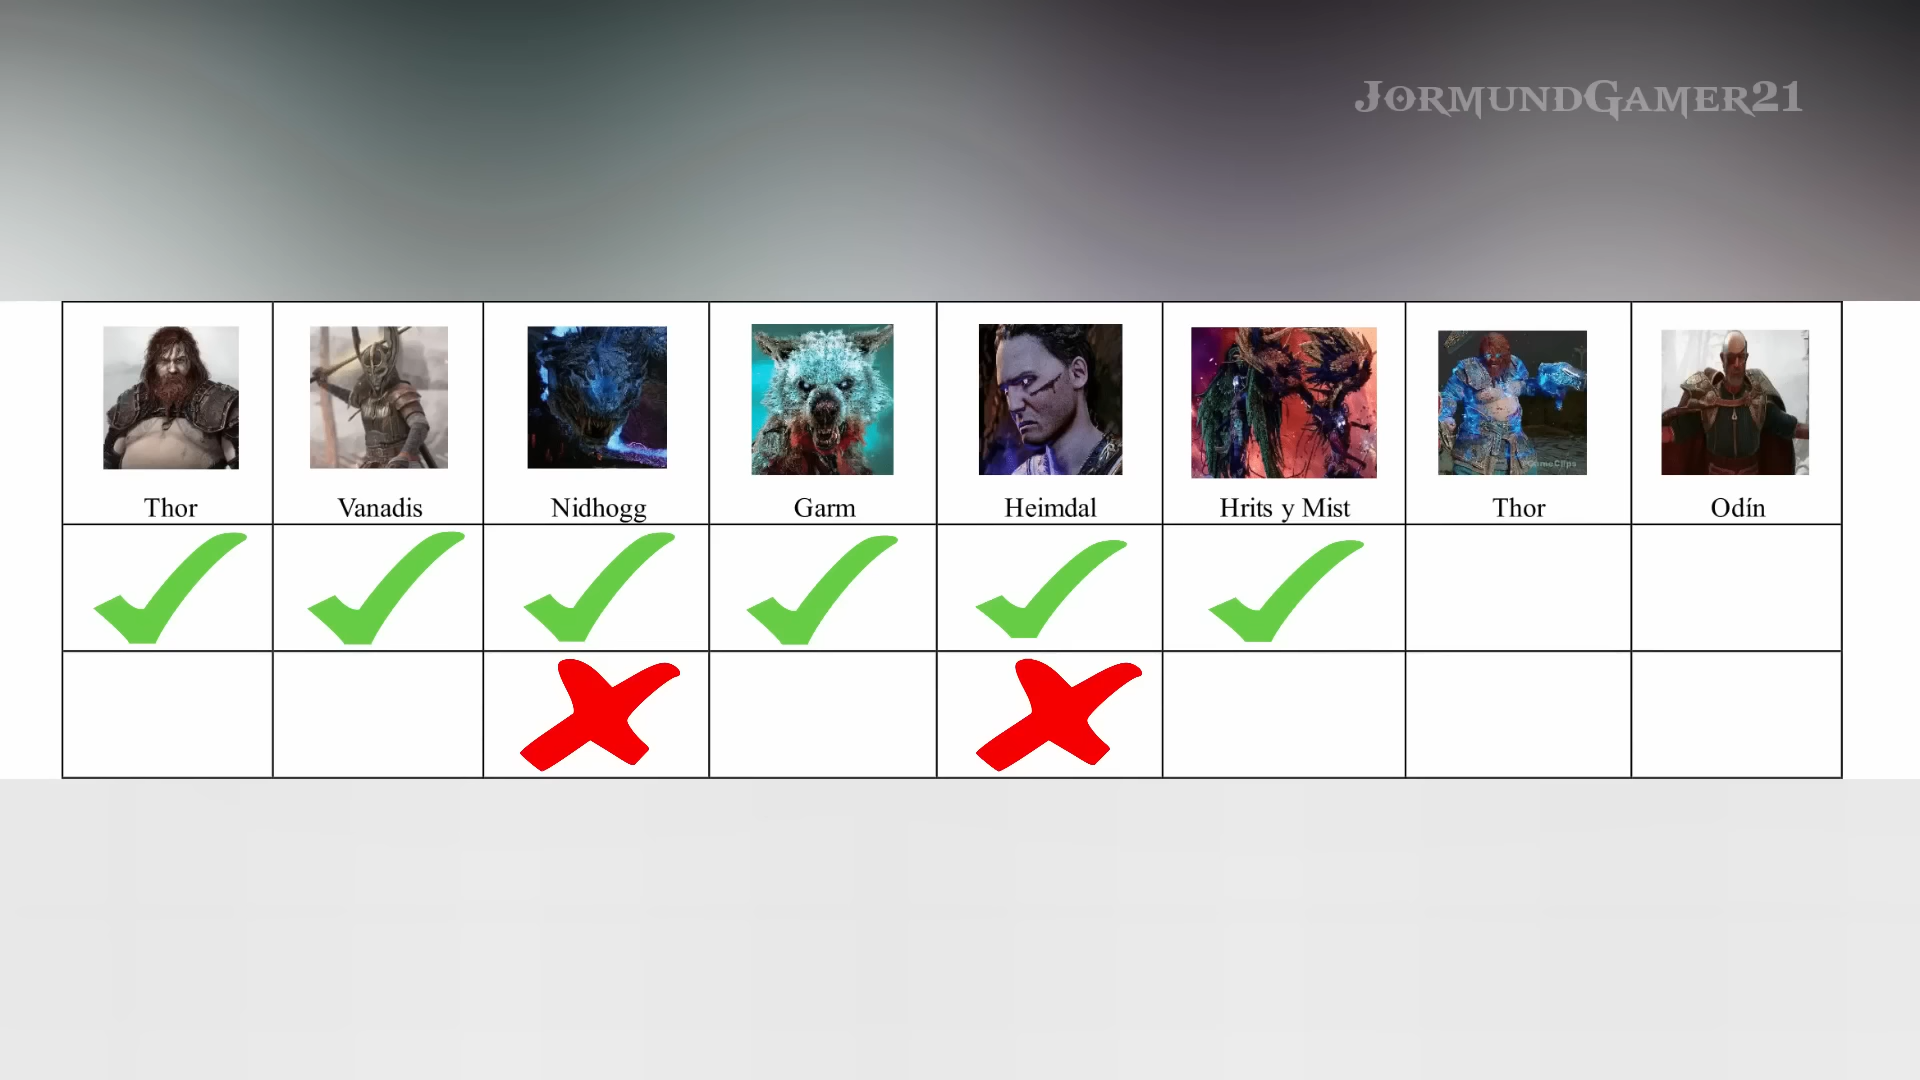 JormundGamer21
Thor Vanadis Nidhogg Garm Heimdal Hrits y Mist Thor Odín